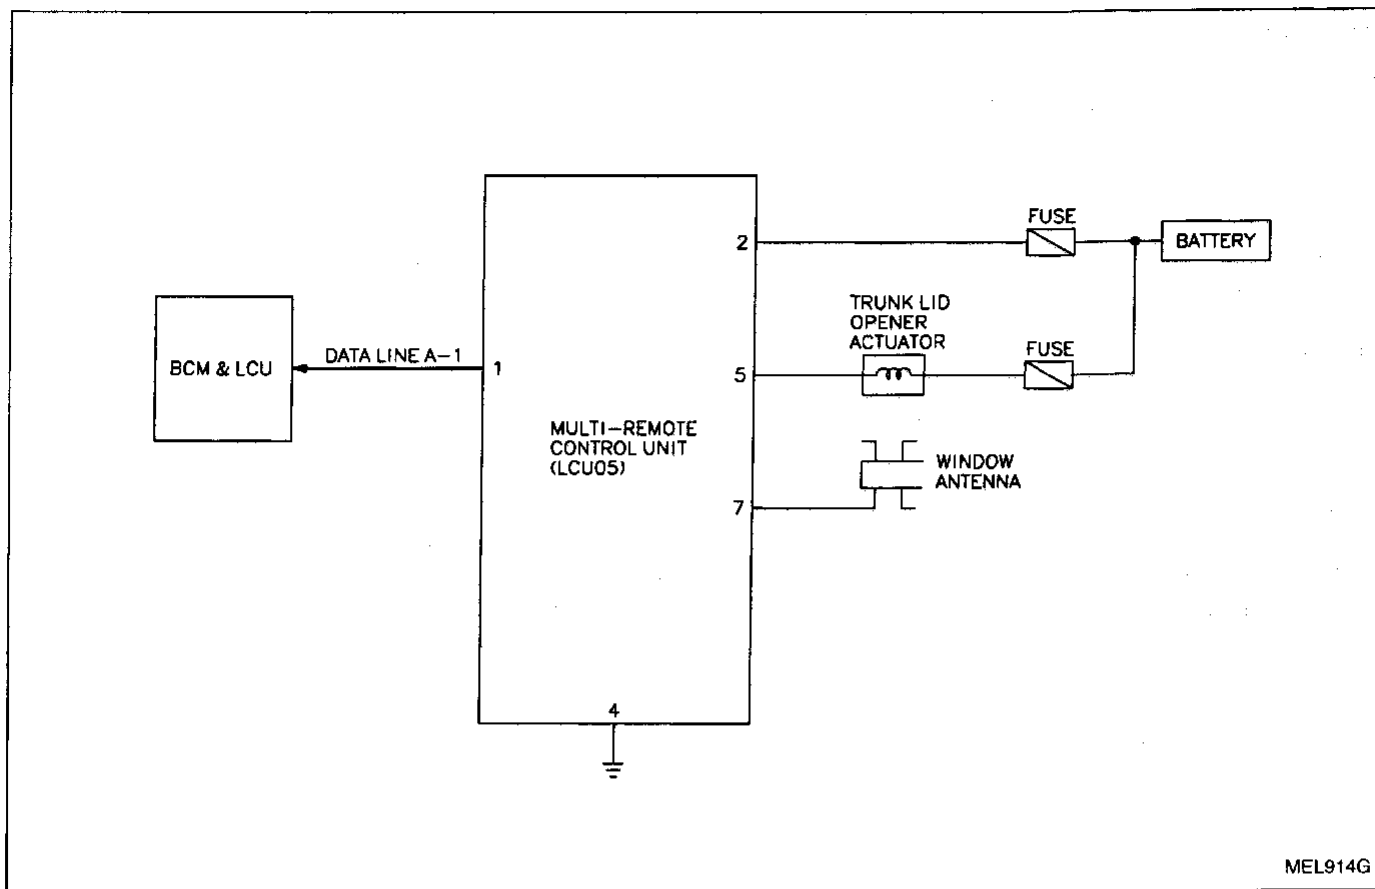 FUSE
2
BATTERY
TRUNK LID
OPENER
ACTUATOR
FUSE
DATA LINE A-1
BCM & LCU
1
5
MULTI-REMOTE
CONTROL UNIT
(LCU05)
WINDOW
ANTENNA
7
4
MEL914G